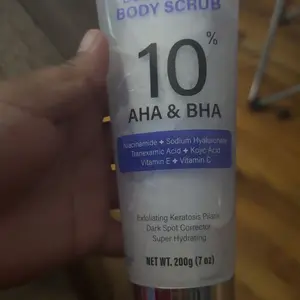 BODY SCRUB
10%
AHA & BHA
Niacinamide + Sodium Hyaluronate
Tranexamic Acid + Kojic Acid
Vitamin E + Vitamin C
Exfoliating Keratosis Pilaris
Dark Spot Corrector
Super Hydrating
NET WT. 200g (7 oz)